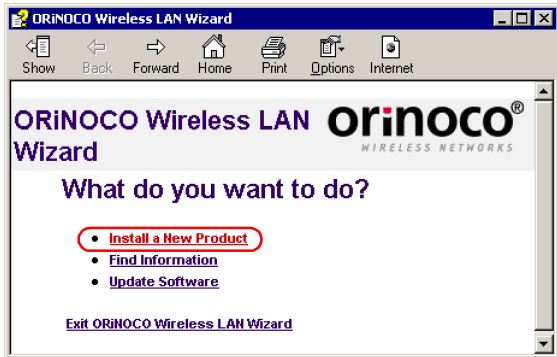 ORiNOCO Wireless LAN Wizard
Show Back Forward Home Print Options Internet
ORiNOCO Wireless LAN Wizard
orinoco®
WIRELESS NETWORKS
What do you want to do?
Install a New Product
Find Information
Update Software
Exit ORiNOCO Wireless LAN Wizard